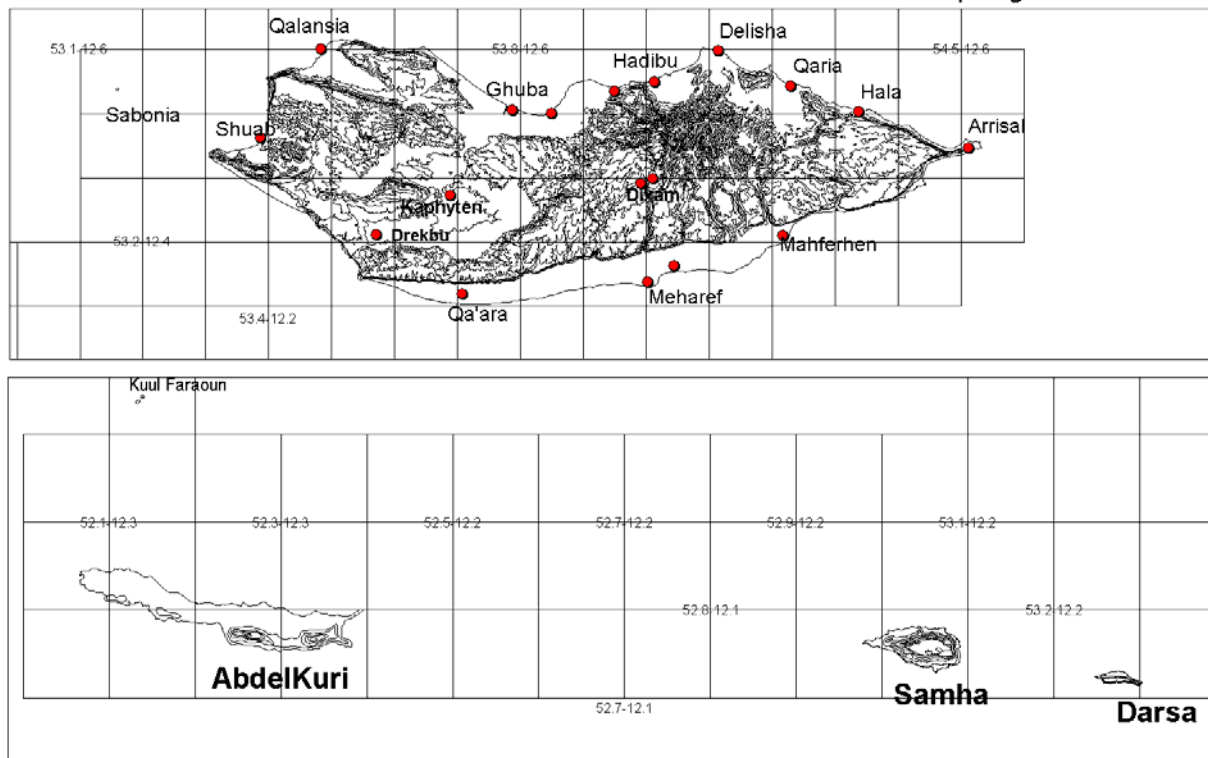 Qalansia
Delisha
53.1-12.6
53.8-12.6
54.5-12.6
Hadibu
Qaria
Ghuba
Hala
Sabonia
Shuab
Arrisal
Dixam
Kaphyten
Drekbu
53.2-12.4
Mahferhen
Meharef
Qa'ara
53.4-12.2
Kuul Faraoun
52.1-12.3
52.3-12.3
52.5-12.2
52.7-12.2
52.9-12.2
53.1-12.2
52.8-12.1
53.2-12.2
AbdelKuri
Samha
Darsa
52.7-12.1